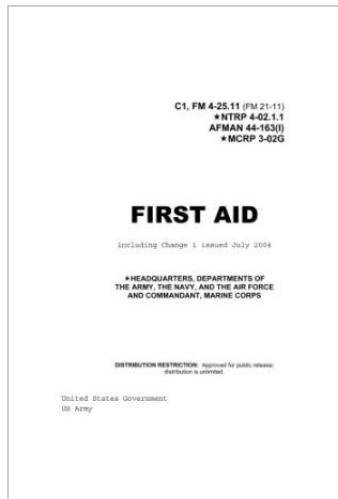 C1, FM 4-25.11 (FM 21-11)
★NTRP 4-02.1.1
AFMAN 44-163(I)
★MCRP 3-02G
FIRST AID
including Change 1 issued July 2004
★HEADQUARTERS, DEPARTMENTS OF
THE ARMY, THE NAVY, AND THE AIR FORCE
AND COMMANDANT, MARINE CORPS
DISTRIBUTION RESTRICTION: Approved for public release;
distribution is unlimited.
United States Government
US Army